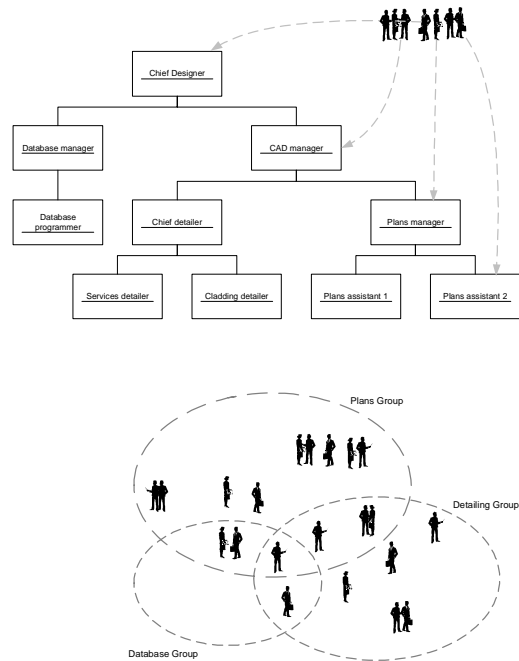 Chief Designer
Database manager
CAD manager
Database
programmer
Chief detailer
Plans manager
Services detailer
Cladding detailer
Plans assistant 1
Plans assistant 2
Plans Group
Detailing Group
Database Group